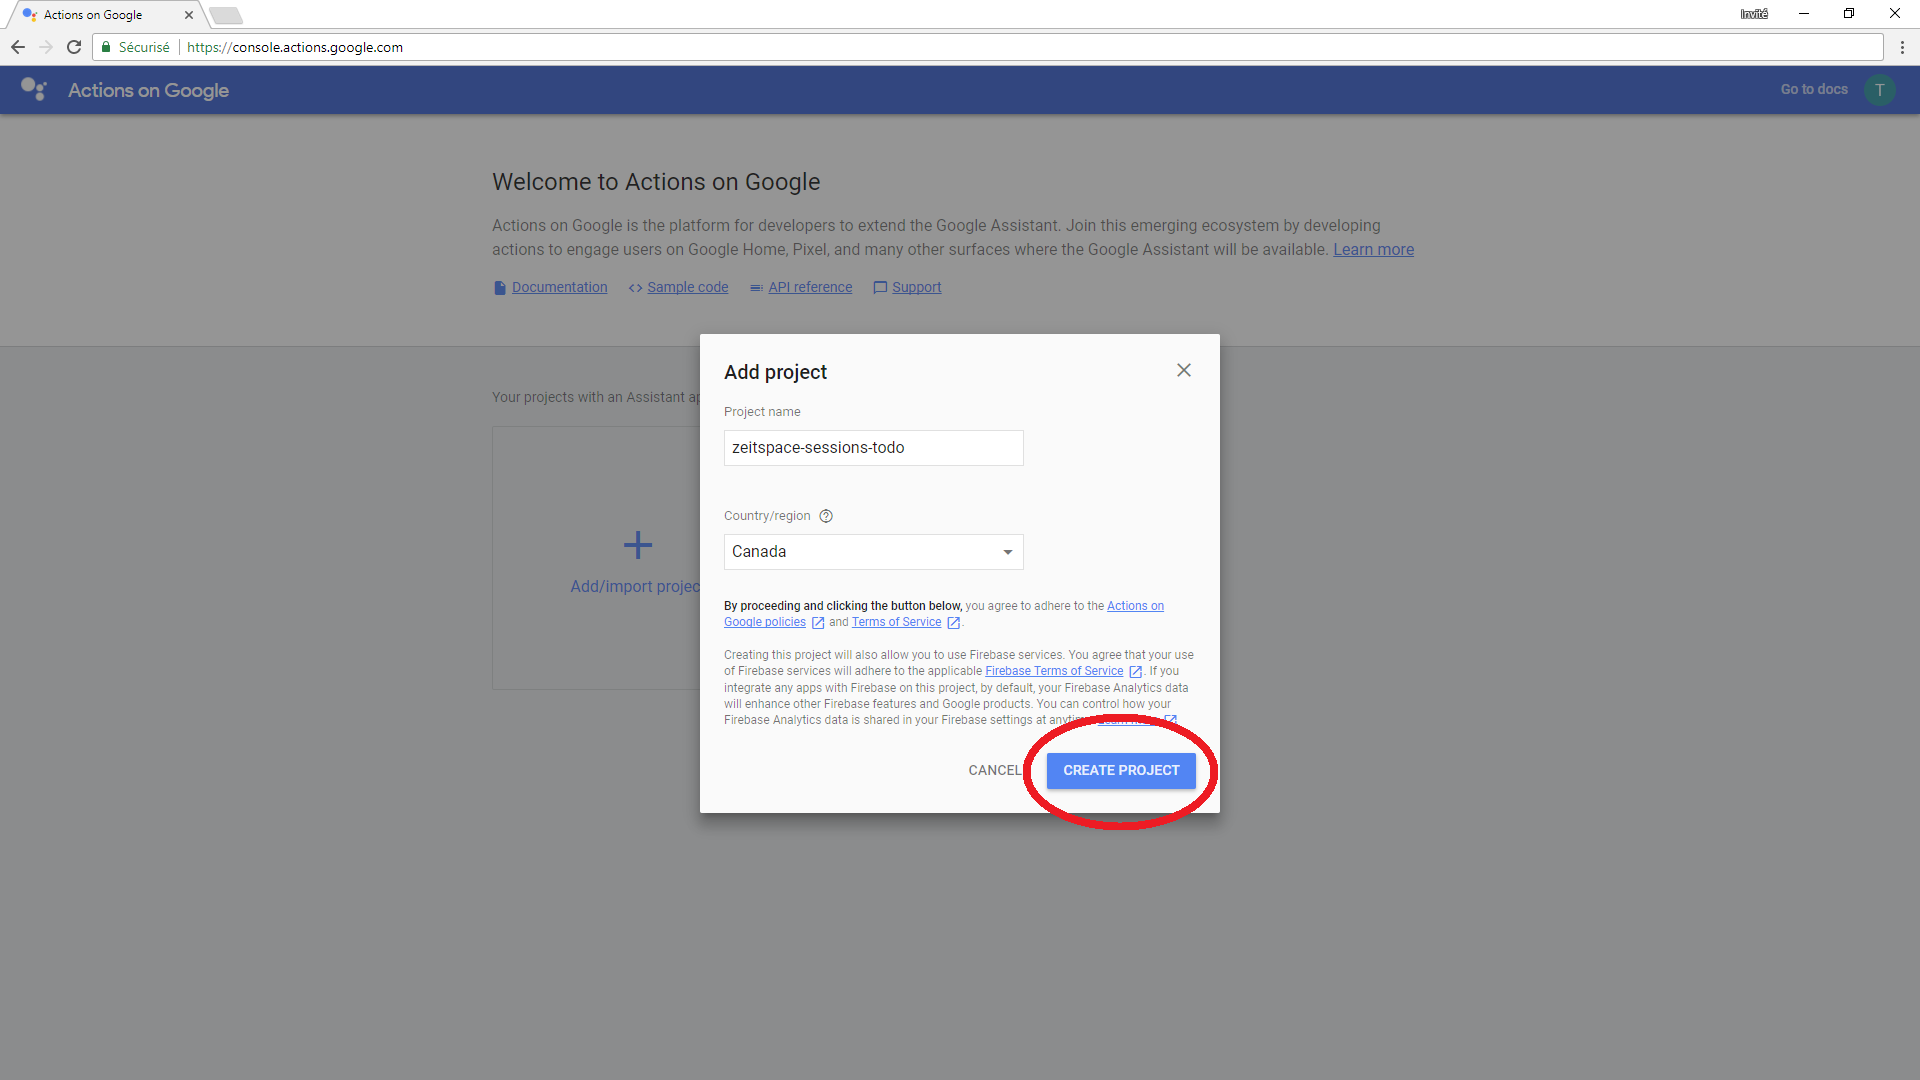 Actions on Google
Invité
Sécurisé
https://console.actions.google.com
Actions on Google
Go to docs
T
Welcome to Actions on Google
Actions on Google is the platform for developers to extend the Google Assistant. Join this emerging ecosystem by developing
actions to engage users on Google Home, Pixel, and many other surfaces where the Google Assistant will be available. Learn more
Documentation
<> Sample code
API reference
Support
Your projects with an Assistant ap
Add/import projec
Add project
Project name
zeitspace-sessions-todo
Country/region ?
Canada
By proceeding and clicking the button below, you agree to adhere to the Actions on
Google policies and Terms of Service .
Creating this project will also allow you to use Firebase services. You agree that your use
of Firebase services will adhere to the applicable Firebase Terms of Service . If you
integrate any apps with Firebase on this project, by default, your Firebase Analytics data
will enhance other Firebase features and Google products. You can control how your
Firebase Analytics data is shared in your Firebase settings at
CANCEL
CREATE PROJECT